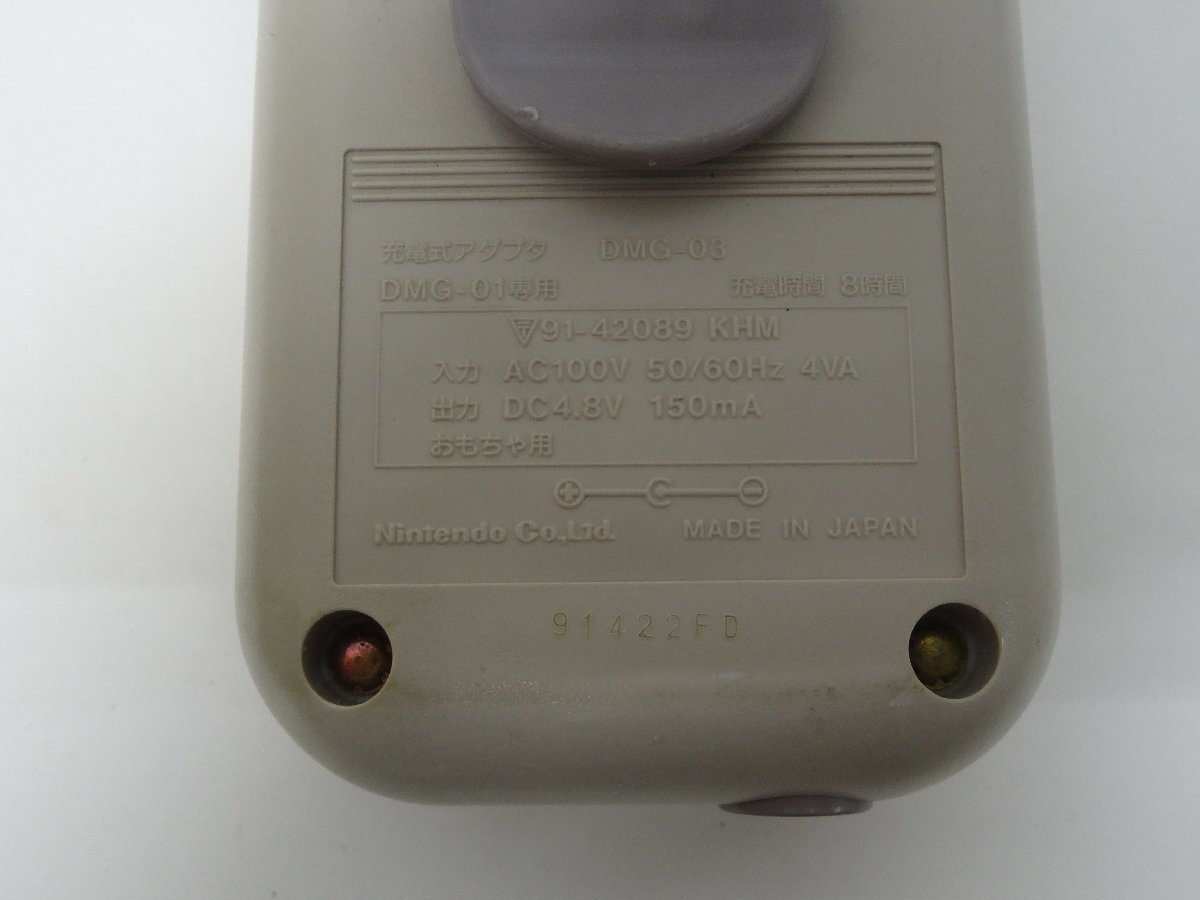 充電式アダプタ DMG-03
DMG-01専用 充電時間 8時間
91-42089 KHM
入力 AC100V 50/60Hz 4VA
出力 DC4.8V 150mA
おもちゃ用
Nintendo Co.,Ltd. MADE IN JAPAN
91422FD